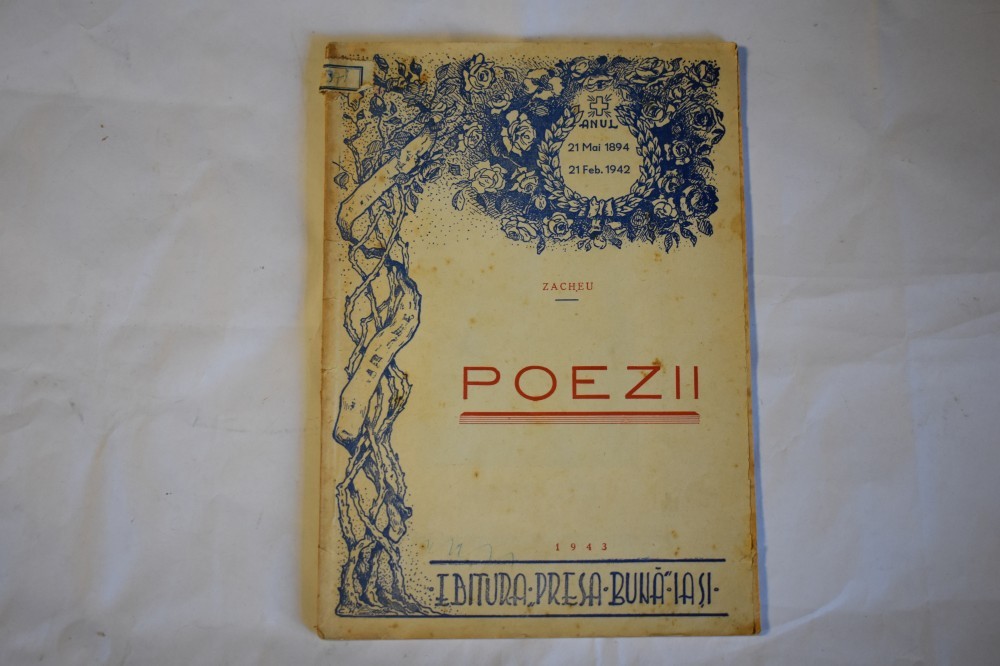 ANUL
21 Mai 1894
21 Feb. 1942
ZACHEU
POEZII
1943
·EDITURA·„PRESA·BUNĂ”·IAȘI·